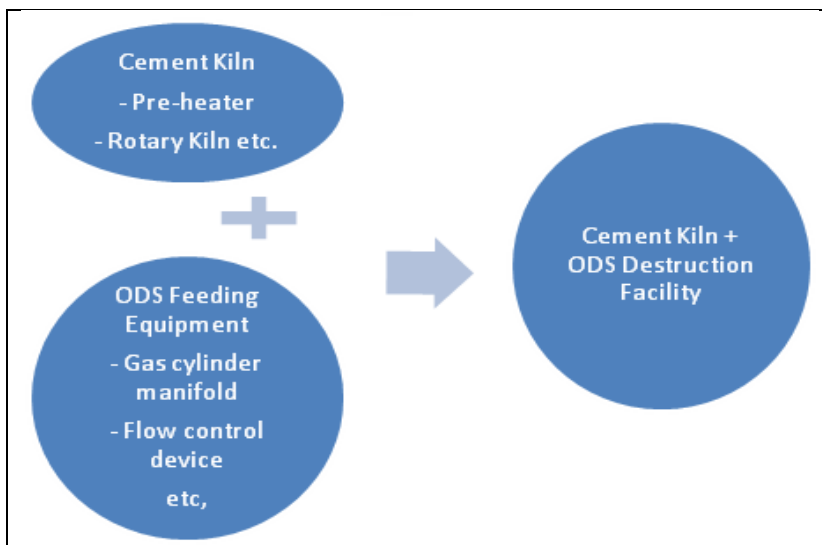 Cement Kiln
- Pre-heater
- Rotary Kiln etc.
ODS Feeding
Equipment
- Gas cylinder
manifold
- Flow control
device
etc,
Cement Kiln +
ODS Destruction
Facility